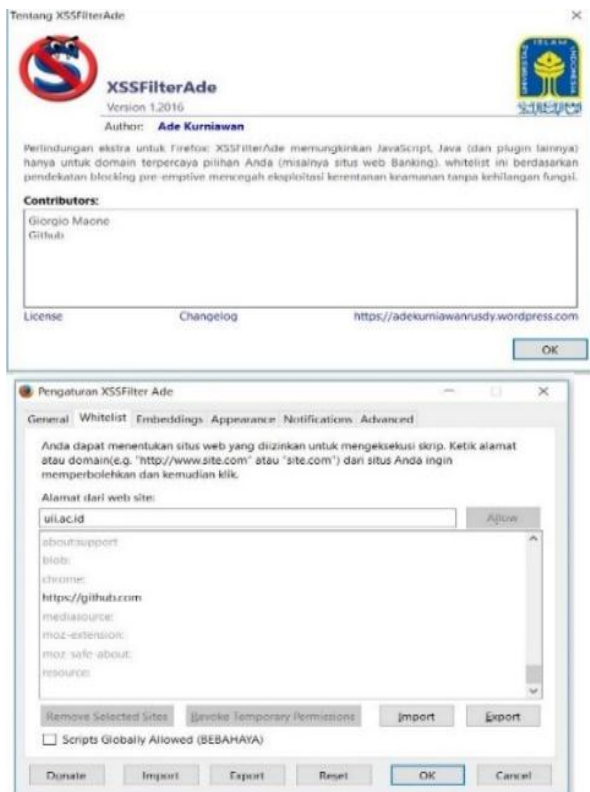 Tentang XSSFilterAde
ISLAM
UNIVERSITAS
INDONESIA
XSSFilterAde
Version 1.2016
Author: Ade Kurniawan
Perlindungan ekstra untuk Firefox: XSSFilterAde memungkinkan JavaScript, Java (dan plugin lainnya)
hanya untuk domain terpercaya pilihan Anda (misalnya situs web Banking). whitelist ini berdasarkan
pendekatan blocking pre-emptive mencegah eksploitasi kerentanan keamanan tanpa kehilangan fungsi.
Contributors:
Giorgio Maone
Github
License Changelog https://adekurniawanrusdy.wordpress.com
OK
Pengaturan XSSFilter Ade
General Whitelist Embeddings Appearance Notifications Advanced
Anda dapat menentukan situs web yang diizinkan untuk mengeksekusi skrip. Ketik alamat
atau domain(e.g. "http://www.site.com" atau "site.com") dari situs Anda ingin
memperbolehkan dan kemudian klik.
Alamat dari web site:
uii.ac.id Allow
about:support
blob:
chrome:
https://github.com
mediasource:
moz-extension:
moz-safe-about:
resource:
Remove Selected Sites Revoke Temporary Permissions Import Export
Scripts Globally Allowed (BEBAHAYA)
Donate Import Export Reset OK Cancel